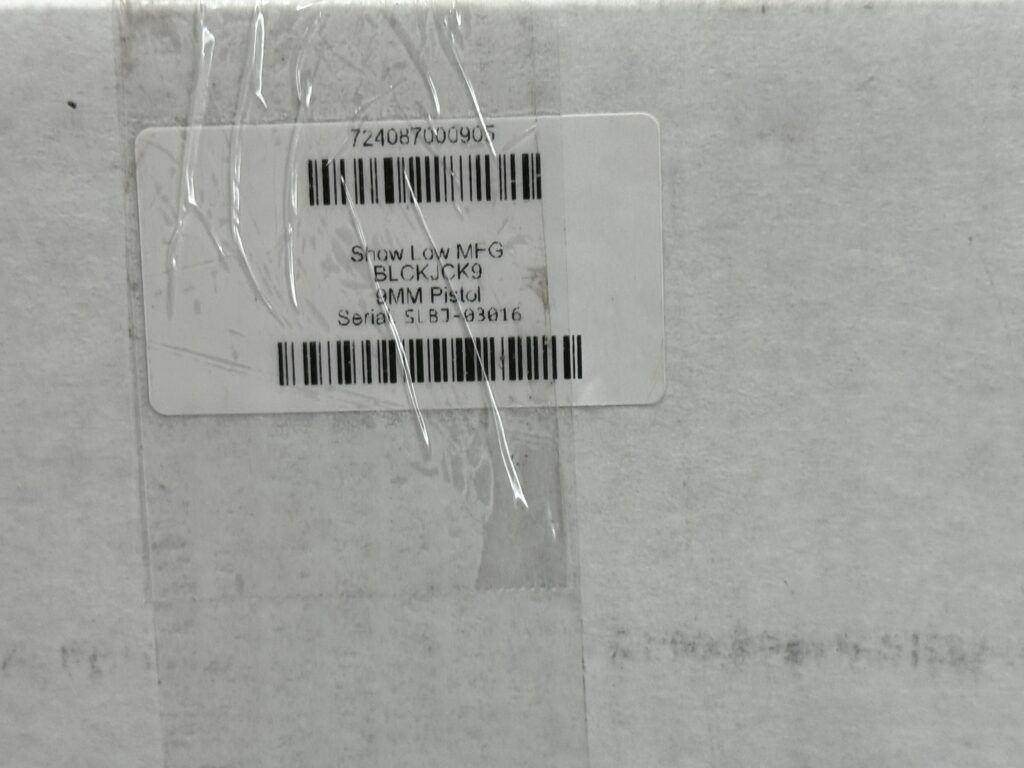 724087000905
Show Low MFG
BLCKJCK9
9MM Pistol
Serial SLBJ-03016